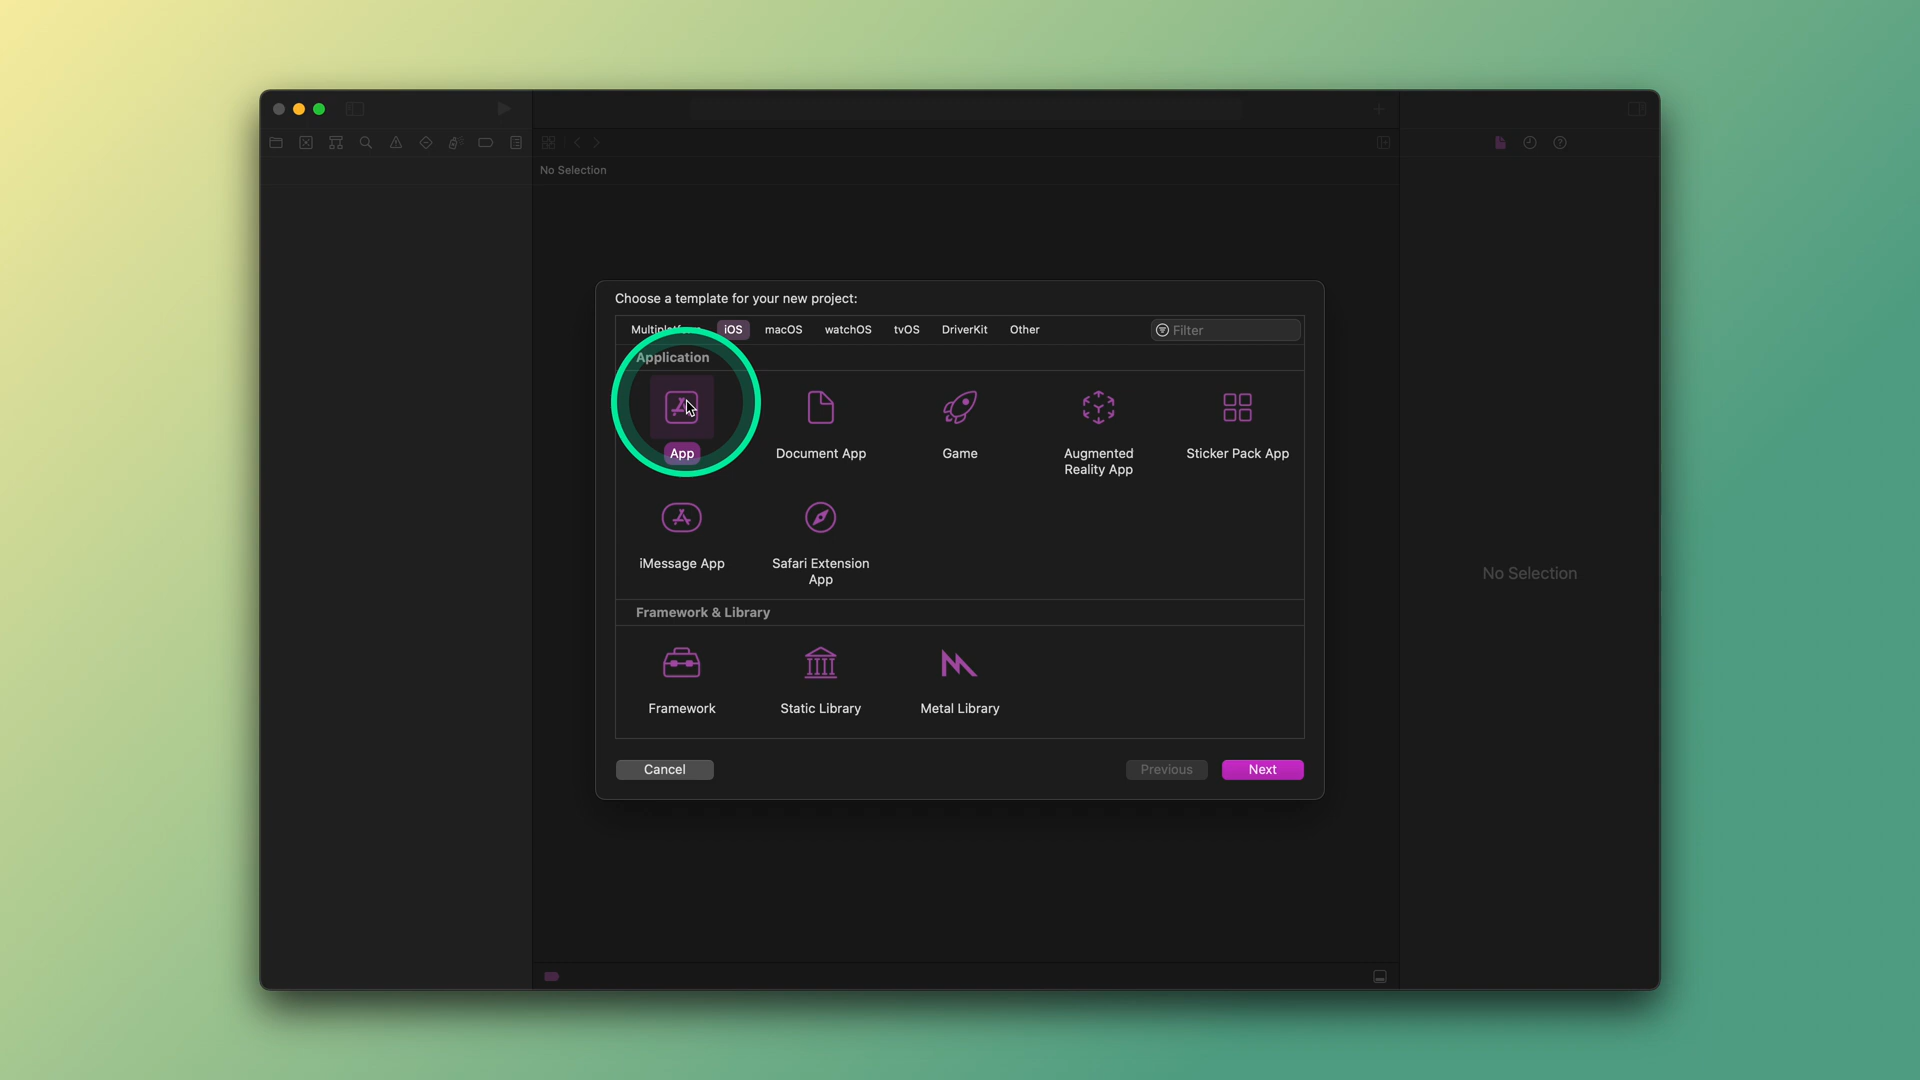 No Selection
Choose a template for your new project:
Multiplatform iOS macOS watchOS tvOS DriverKit Other Filter
Application
App Document App Game Augmented Reality App Sticker Pack App
iMessage App Safari Extension App
No Selection
Framework & Library
Framework Static Library Metal Library
Cancel Previous Next